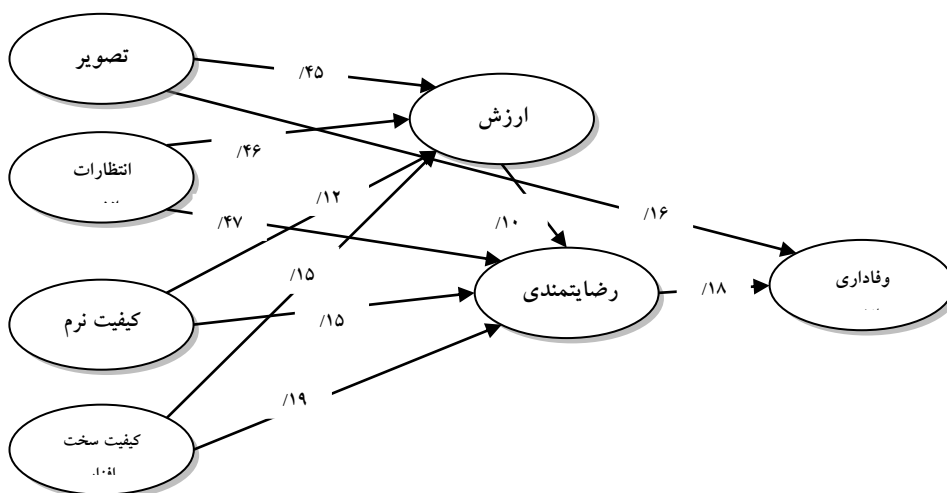 تصویر
/۴۵
ارزش
/۴۶
انتظارات
/۱۲
/۴۷
/۱۰
/۱۶
/۱۵
وفاداری
رضایتمندی
/۱۸
کیفیت نرم
/۱۵
/۱۹
کیفیت سخت